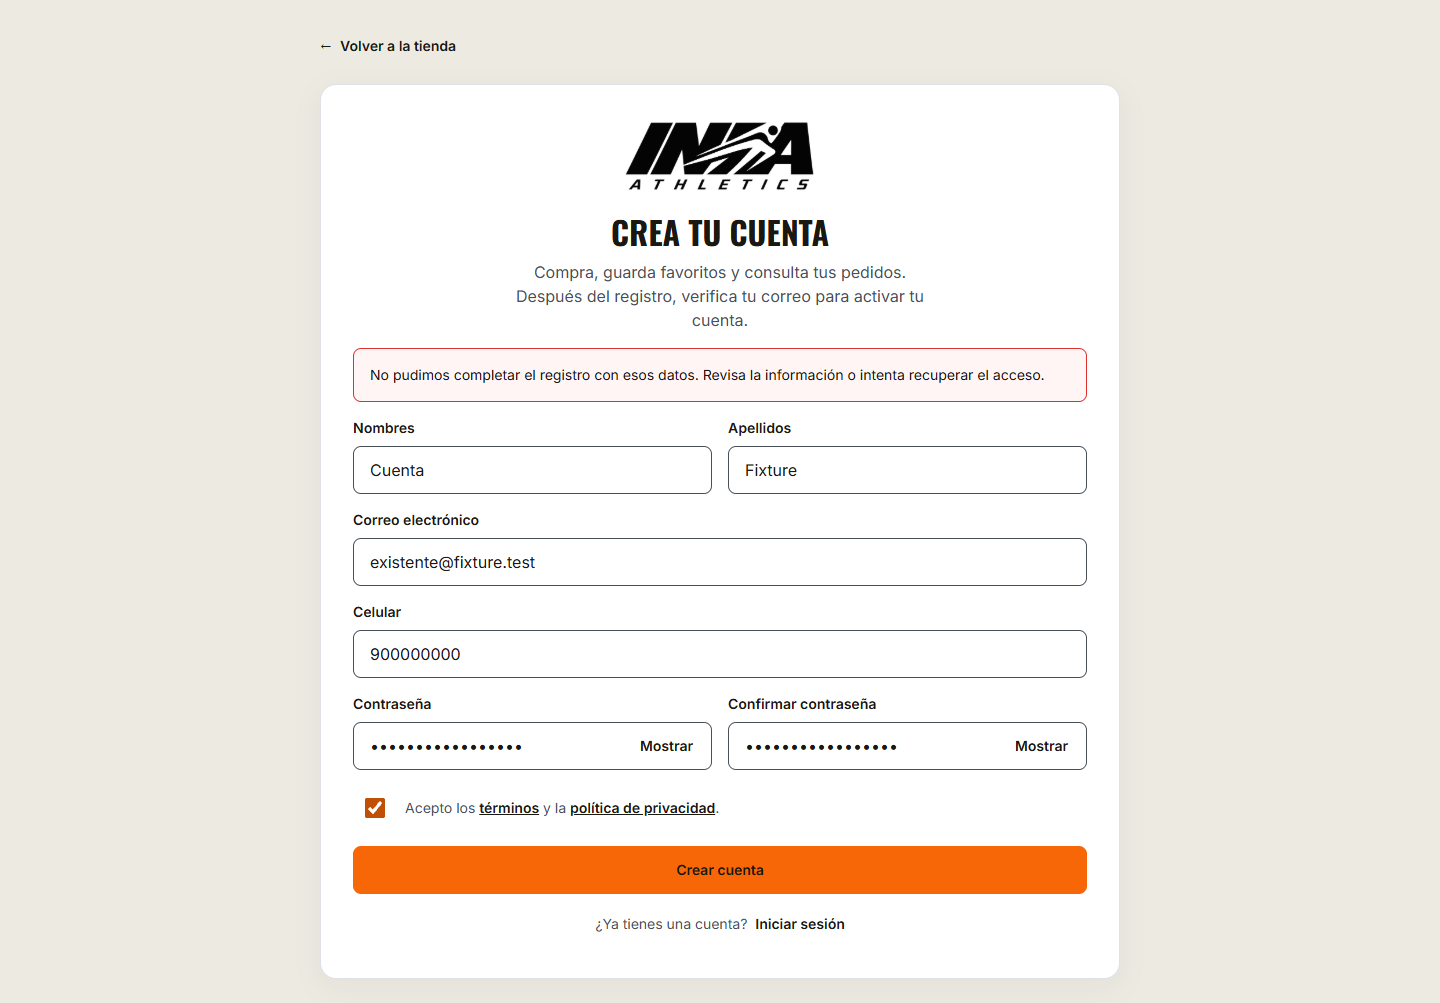 ← Volver a la tienda
INTA
ATHLETICS
CREA TU CUENTA
Compra, guarda favoritos y consulta tus pedidos.
Después del registro, verifica tu correo para activar tu
cuenta.
No pudimos completar el registro con esos datos. Revisa la información o intenta recuperar el acceso.
Nombres
Apellidos
Cuenta
Fixture
Correo electrónico
existente@fixture.test
Celular
900000000
Contraseña
Confirmar contraseña
••••••••••••••••• Mostrar
••••••••••••••••• Mostrar
Acepto los términos y la política de privacidad.
Crear cuenta
¿Ya tienes una cuenta? Iniciar sesión